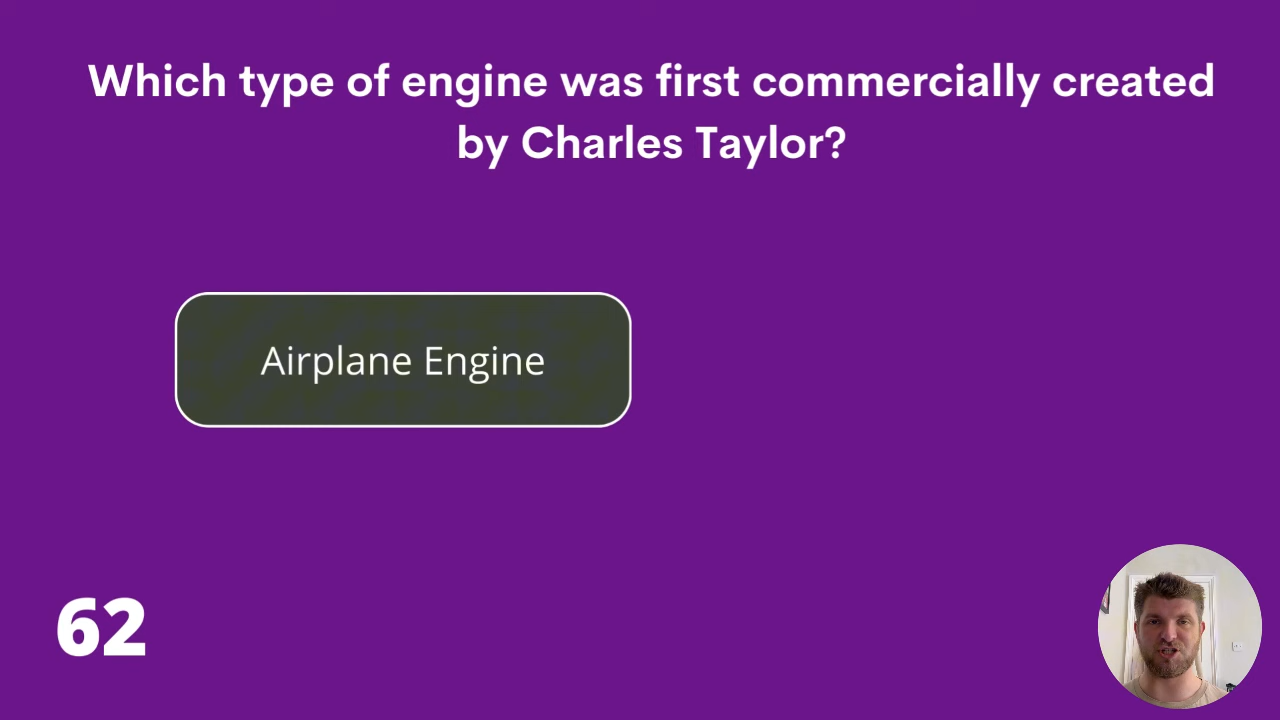 Which type of engine was first commercially created
by Charles Taylor?
Airplane Engine
62